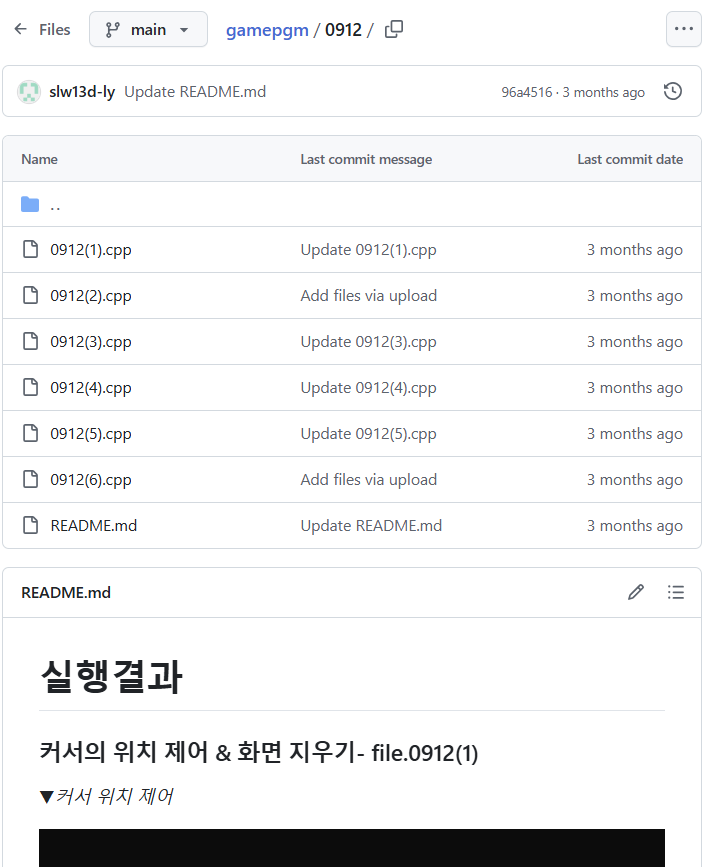 Files main gamepgm / 0912 /
slw13d-ly Update README.md 96a4516 · 3 months ago
Name Last commit message Last commit date
..
0912(1).cpp Update 0912(1).cpp 3 months ago
0912(2).cpp Add files via upload 3 months ago
0912(3).cpp Update 0912(3).cpp 3 months ago
0912(4).cpp Update 0912(4).cpp 3 months ago
0912(5).cpp Update 0912(5).cpp 3 months ago
0912(6).cpp Add files via upload 3 months ago
README.md Update README.md 3 months ago
README.md
실행결과
커서의 위치 제어 & 화면 지우기- file.0912(1)
▼커서 위치 제어